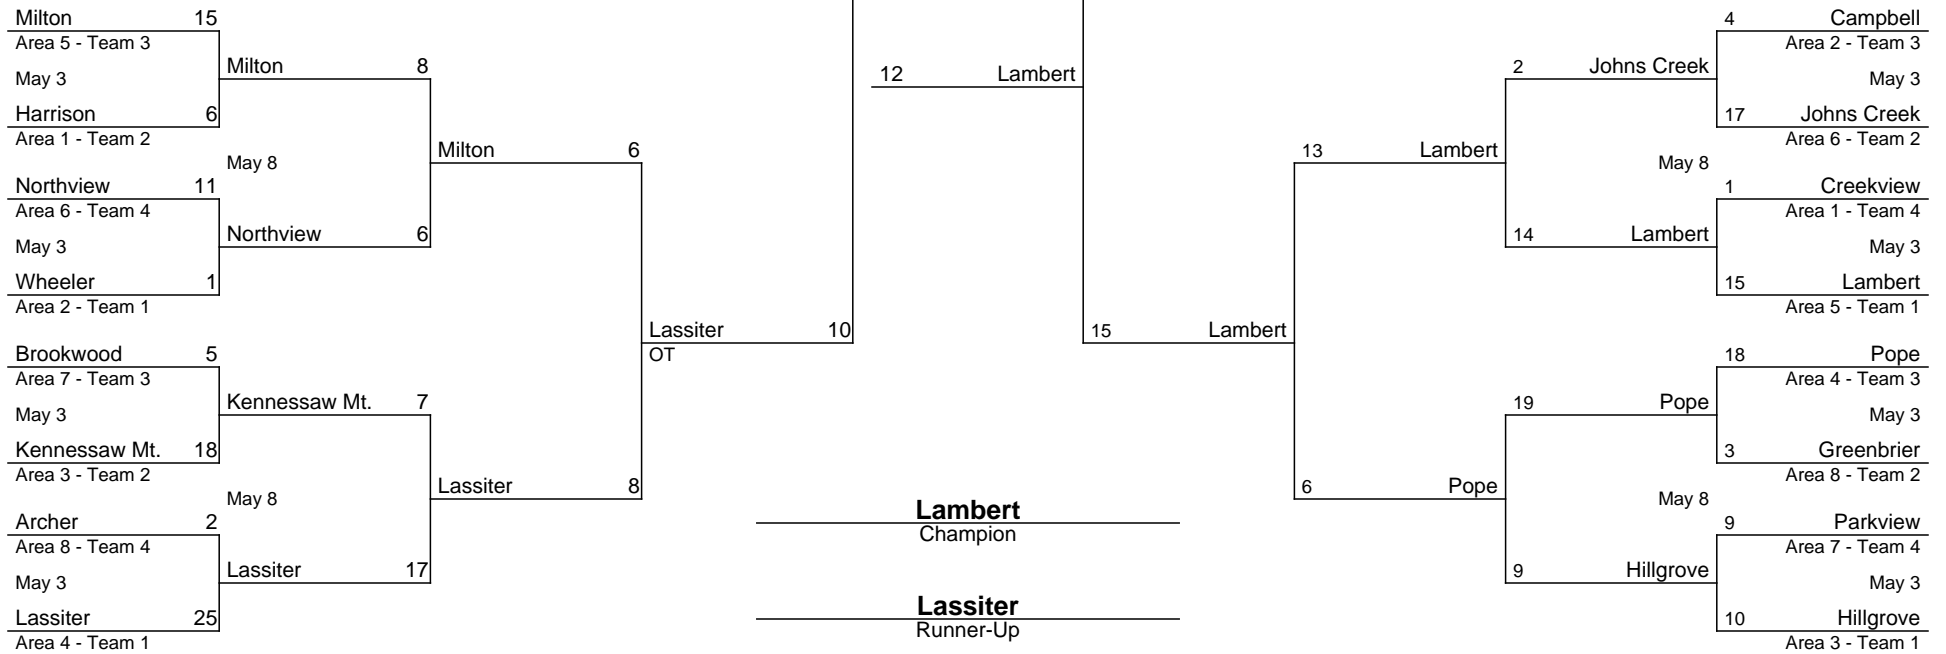 Milton 15
Area 5 - Team 3
May 3
Harrison 6
Area 1 - Team 2
Northview 11
Area 6 - Team 4
May 3
Wheeler 1
Area 2 - Team 1
Brookwood 5
Area 7 - Team 3
May 3
Kennessaw Mt. 18
Area 3 - Team 2
Archer 2
Area 8 - Team 4
May 3
Lassiter 25
Area 4 - Team 1
Milton 8
May 8
Northview 6
Kennessaw Mt. 7
May 8
Lassiter 17
Milton 6
Lassiter 8
Lassiter 10
OT
12 Lambert
Lambert
Champion
Lassiter
Runner-Up
15 Lambert
13 Lambert
6 Pope
2 Johns Creek
May 8
14 Lambert
19 Pope
May 8
9 Hillgrove
4 Campbell
Area 2 - Team 3
May 3
17 Johns Creek
Area 6 - Team 2
1 Creekview
Area 1 - Team 4
May 3
15 Lambert
Area 5 - Team 1
18 Pope
Area 4 - Team 3
May 3
3 Greenbrier
Area 8 - Team 2
9 Parkview
Area 7 - Team 4
May 3
10 Hillgrove
Area 3 - Team 1